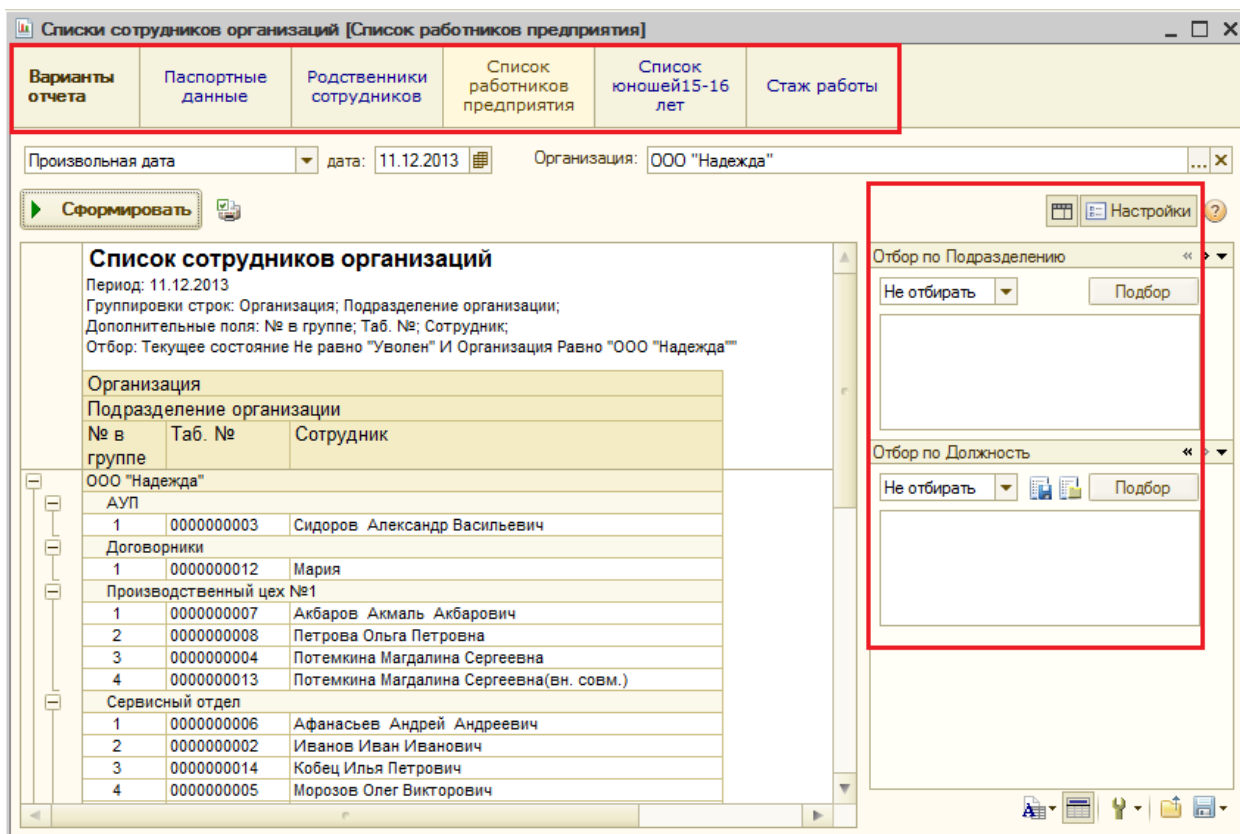 Списки сотрудников организаций [Список работников предприятия]
Варианты отчета
Паспортные данные
Родственники сотрудников
Список работников предприятия
Список юношей15-16 лет
Стаж работы
Произвольная дата дата: 11.12.2013 Организация: ООО "Надежда"
Сформировать Настройки
Список сотрудников организаций
Период: 11.12.2013
Группировки строк: Организация; Подразделение организации;
Дополнительные поля: № в группе; Таб. №; Сотрудник;
Отбор: Текущее состояние Не равно "Уволен" И Организация Равно "ООО "Надежда""
Организация
Подразделение организации
№ в группе Таб. № Сотрудник
ООО "Надежда"
АУП
1 0000000003 Сидоров Александр Васильевич
Договорники
1 0000000012 Мария
Производственный цех №1
1 0000000007 Акбаров Акмаль Акбарович
2 0000000008 Петрова Ольга Петровна
3 0000000004 Потемкина Магдалина Сергеевна
4 0000000013 Потемкина Магдалина Сергеевна(вн. совм.)
Сервисный отдел
1 0000000006 Афанасьев Андрей Андреевич
2 0000000002 Иванов Иван Иванович
3 0000000014 Кобец Илья Петрович
4 0000000005 Морозов Олег Викторович
Отбор по Подразделению
Не отбирать Подбор
Отбор по Должность
Не отбирать Подбор